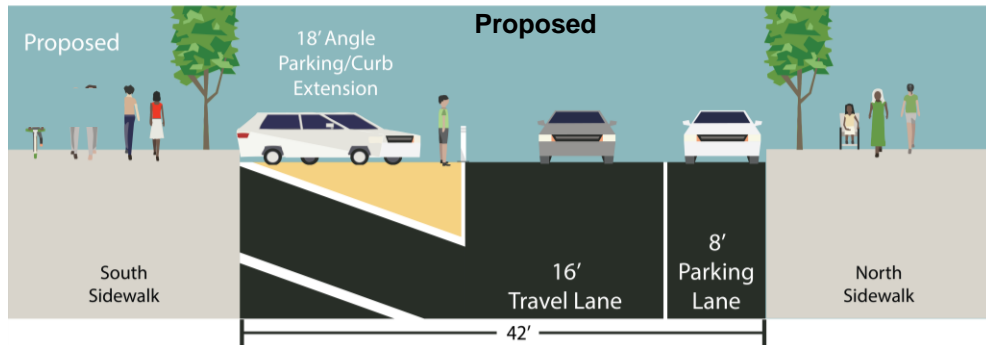 Proposed
Proposed
18’ Angle
Parking/Curb
Extension
South
Sidewalk
16’
Travel Lane
8’
Parking
Lane
North
Sidewalk
42’